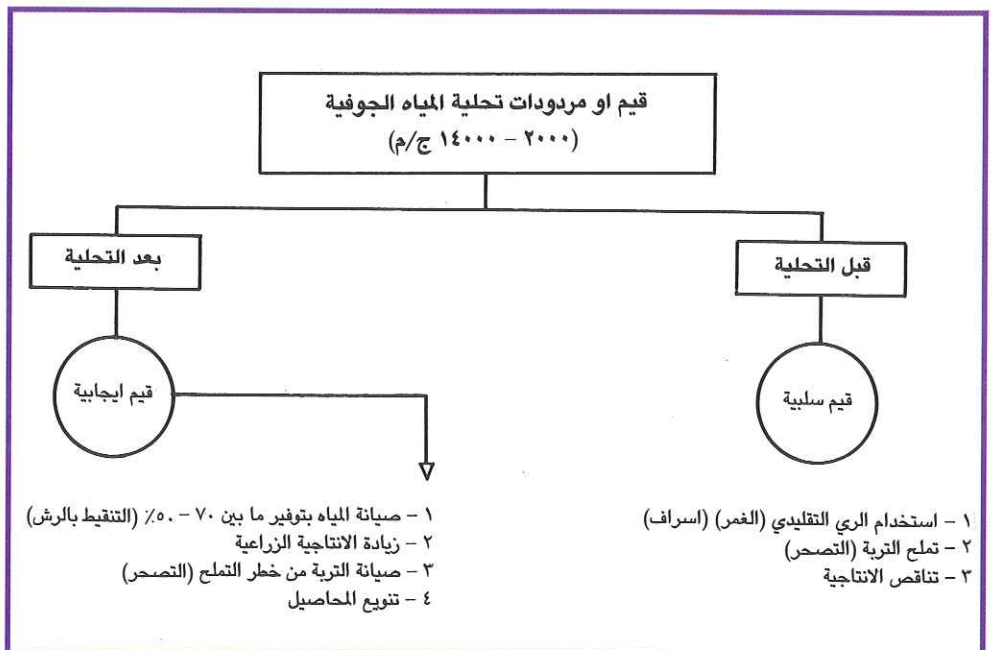 قيم او مردودات تحلية المياه الجوفية
(٢٠٠٠ – ١٤٠٠٠ ج/م)
قبل التحلية
بعد التحلية
قيم سلبية
قيم ايجابية
١ – استخدام الري التقليدي (الغمر) (اسراف)
٢ – تملح التربة (التصحر)
٣ – تناقص الانتاجية
١ – صيانة المياه بتوفير ما بين ٧٠ – ٥٠٪ (التنقيط بالرش)
٢ – زيادة الانتاجية الزراعية
٣ – صيانة التربة من خطر التملح (التصحر)
٤ – تنويع المحاصيل